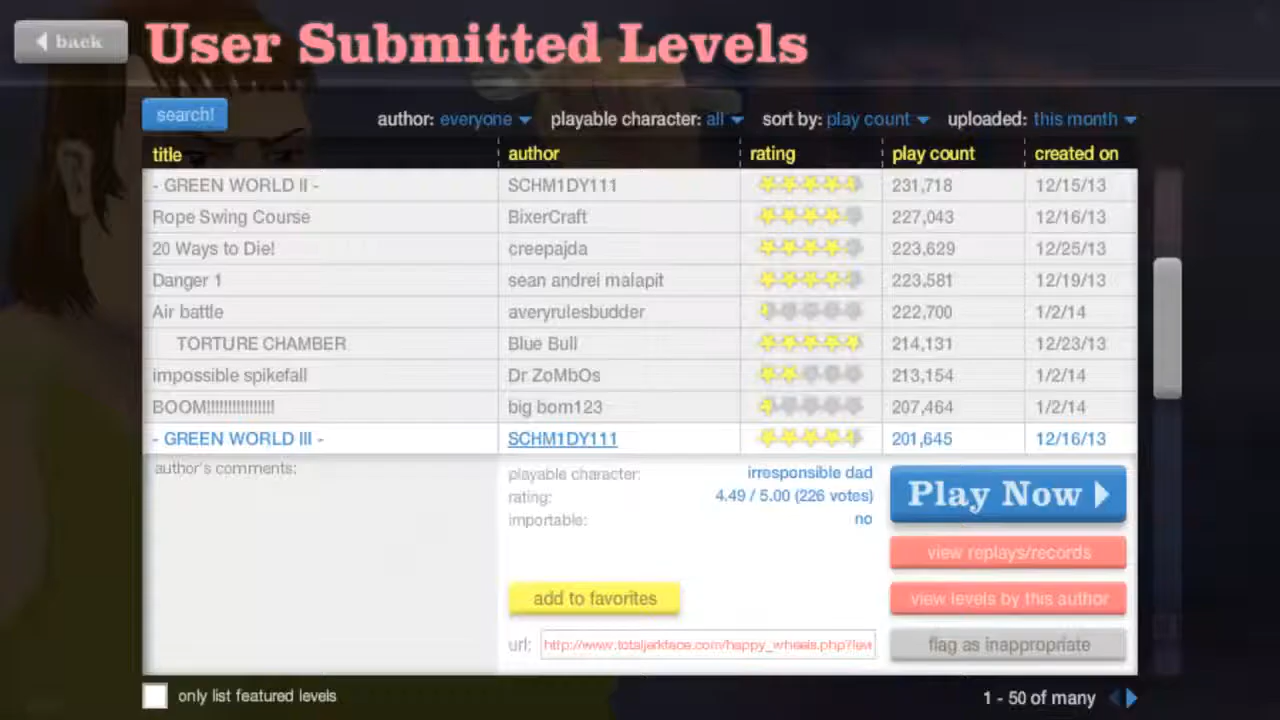 back
User Submitted Levels
search!
author: everyone playable character: all sort by: play count uploaded: this month
title author rating play count created on
- GREEN WORLD II - SCHM1DY111 231,718 12/15/13
Rope Swing Course BixerCraft 227,043 12/16/13
20 Ways to Die! creepajda 223,629 12/25/13
Danger 1 sean andrei malapit 223,581 12/19/13
Air battle averyrulesbudder 222,700 1/2/14
TORTURE CHAMBER Blue Bull 214,131 12/23/13
impossible spikefall Dr ZoMbOs 213,154 1/2/14
BOOM!!!!!!!!!!!!!!!! big bom123 207,464 1/2/14
- GREEN WORLD III - SCHM1DY111 201,645 12/16/13
author's comments:
playable character: irresponsible dad
rating: 4.49 / 5.00 (226 votes)
importable: no
Play Now
view replays/records
add to favorites
view levels by this author
url: http://www.totaljerkface.com/happy_wheels.php?lev
flag as inappropriate
only list featured levels
1 - 50 of many